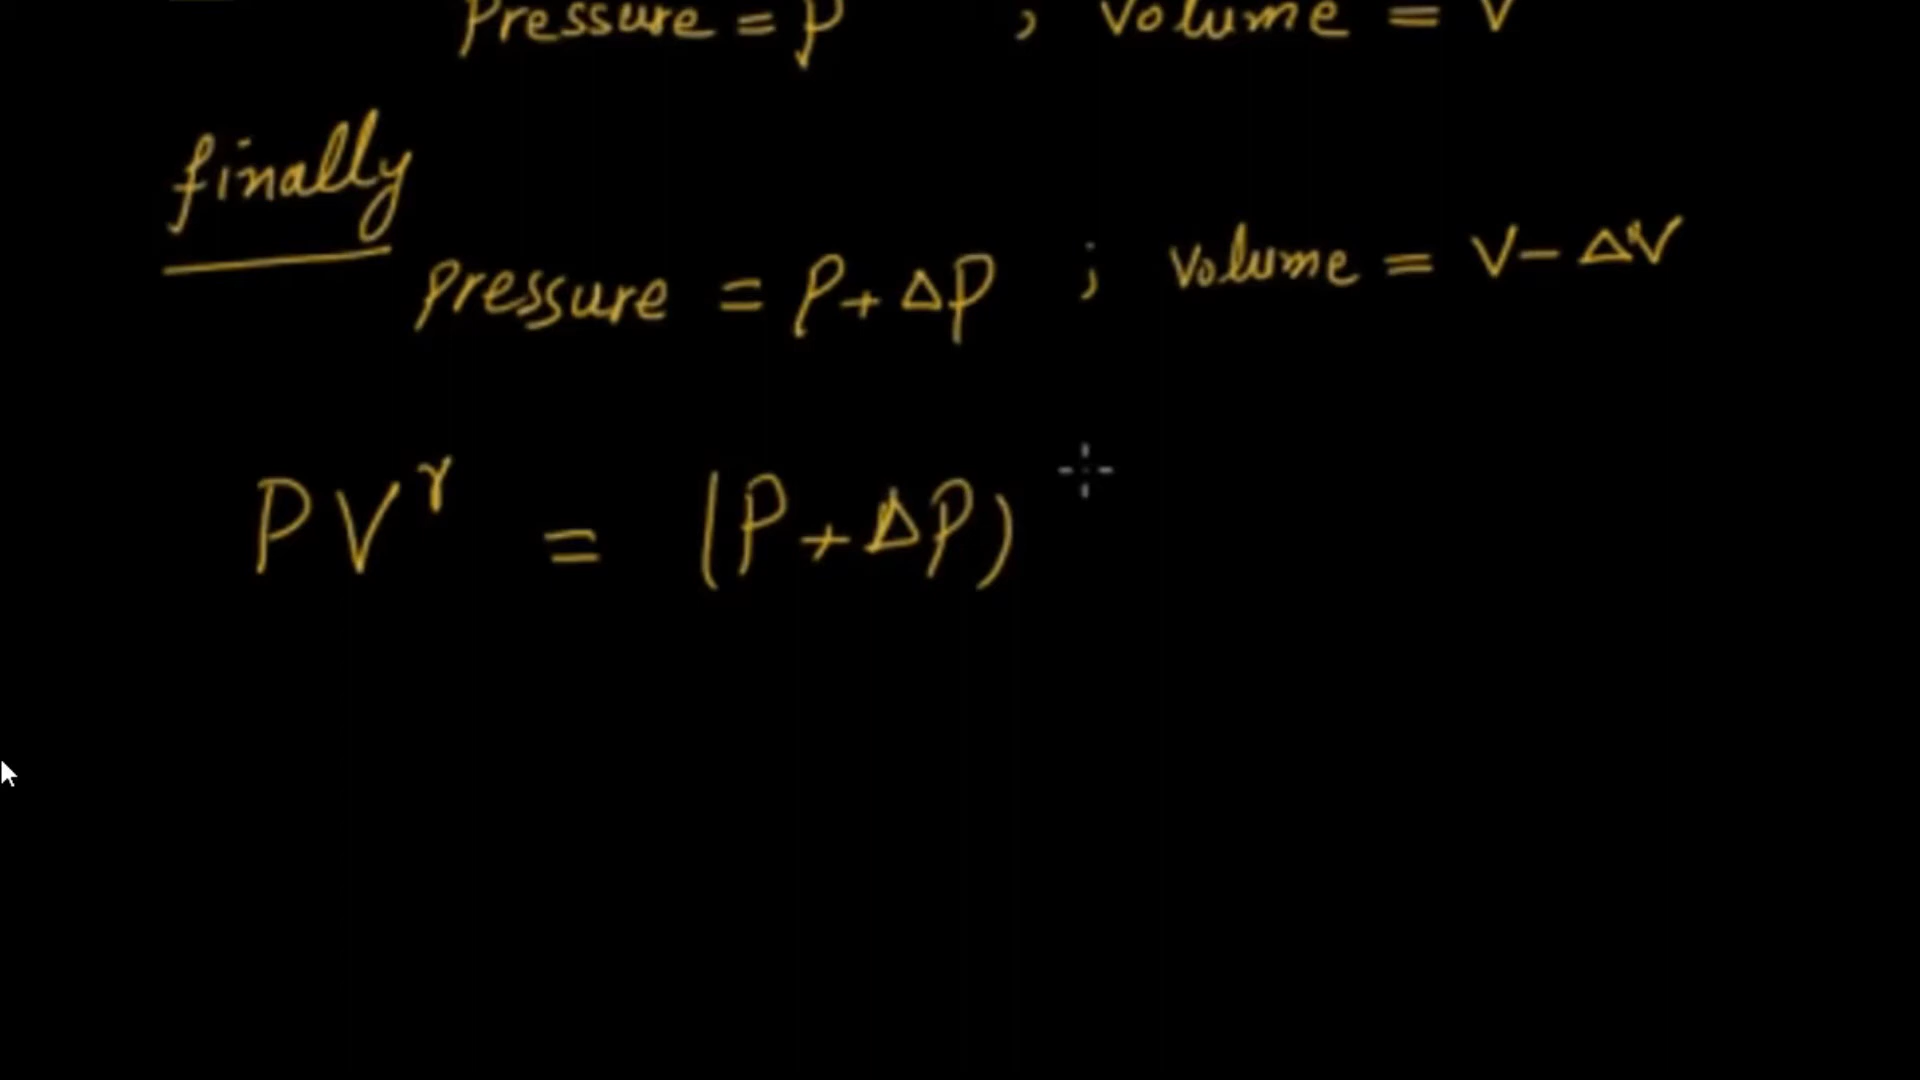 Pressure = P ; Volume = V
finally
Pressure = P + ΔP ; Volume = V - ΔV
PV^γ = (P + ΔP)